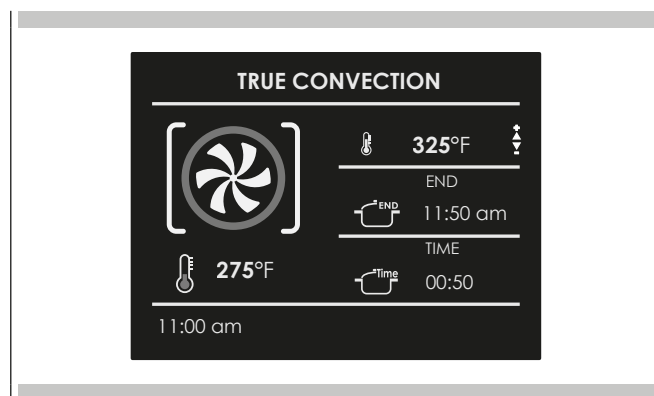 TRUE CONVECTION
325°F
END
END
11:50 am
TIME
275°F
Time
00:50
11:00 am